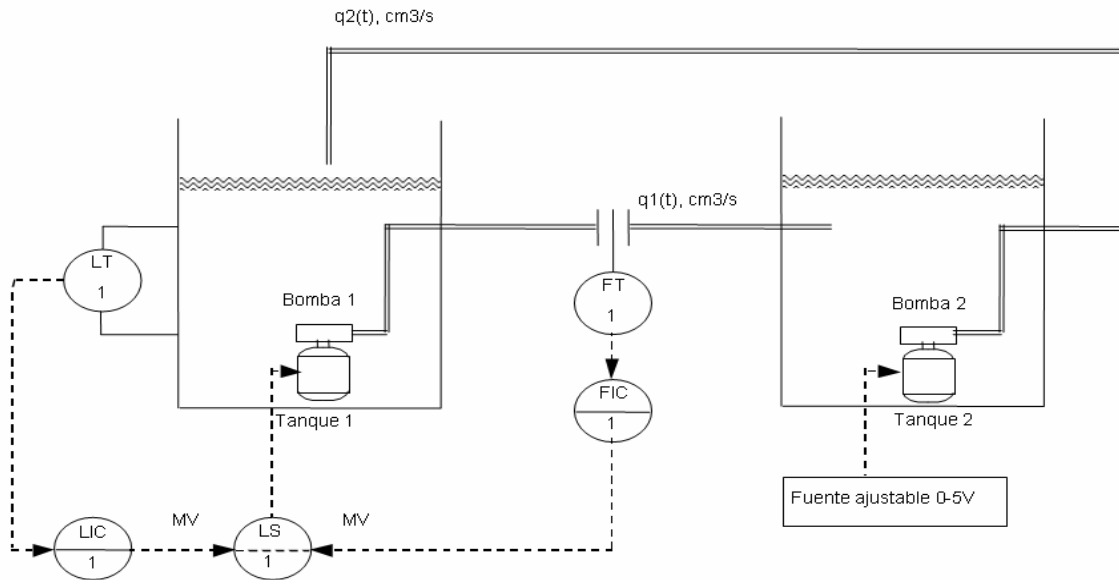 q2(t), cm3/s
q1(t), cm3/s
LT
1
Bomba 1
FT
1
Bomba 2
FIC
1
Tanque 1
Tanque 2
Fuente ajustable 0-5V
LIC
1
MV
LS
1
MV